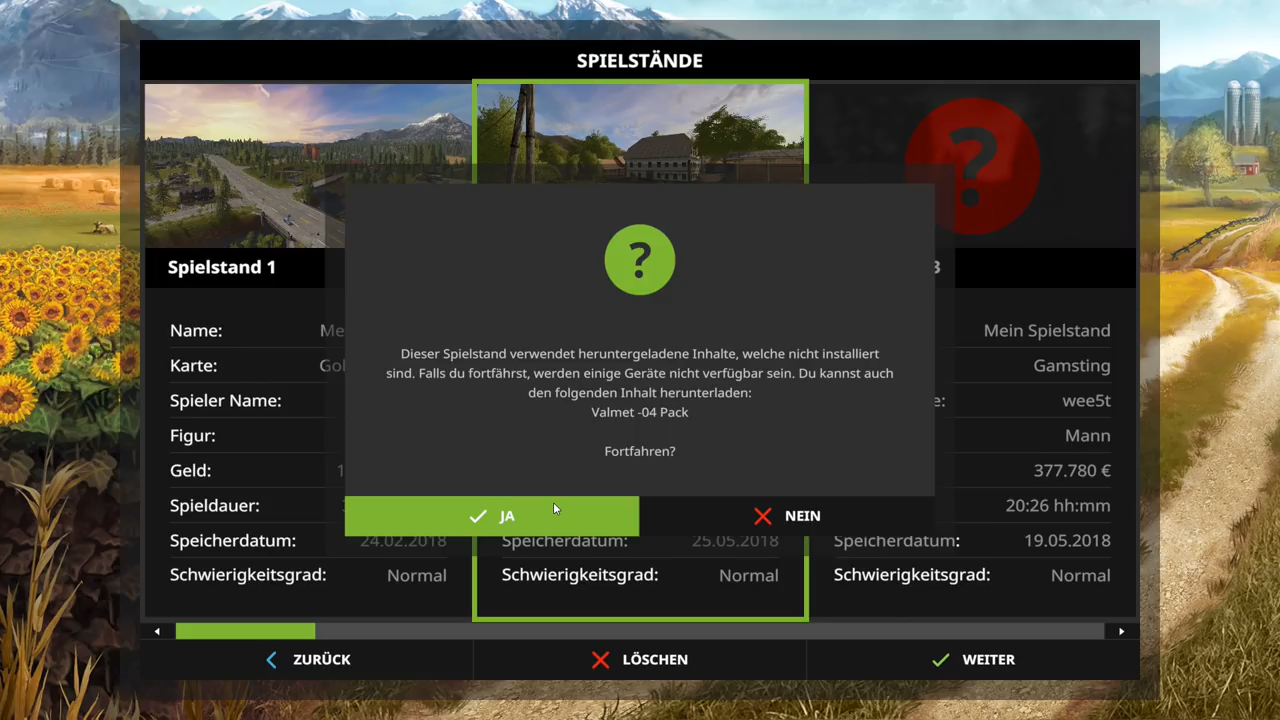 SPIELSTÄNDE
Spielstand 1
3
Dieser Spielstand verwendet heruntergeladene Inhalte, welche nicht installiert
sind. Falls du fortfährst, werden einige Geräte nicht verfügbar sein. Du kannst auch
den folgenden Inhalt herunterladen:
Valmet -04 Pack
Fortfahren?
JA
NEIN
Name:
Karte:
Spieler Name:
Figur:
Geld:
Spieldauer:
Speicherdatum: 24.02.2018
Schwierigkeitsgrad: Normal
Speicherdatum: 25.05.2018
Schwierigkeitsgrad: Normal
Mein Spielstand
Gamsting
wee5t
Mann
377.780 €
20:26 hh:mm
Speicherdatum: 19.05.2018
Schwierigkeitsgrad: Normal
ZURÜCK
LÖSCHEN
WEITER